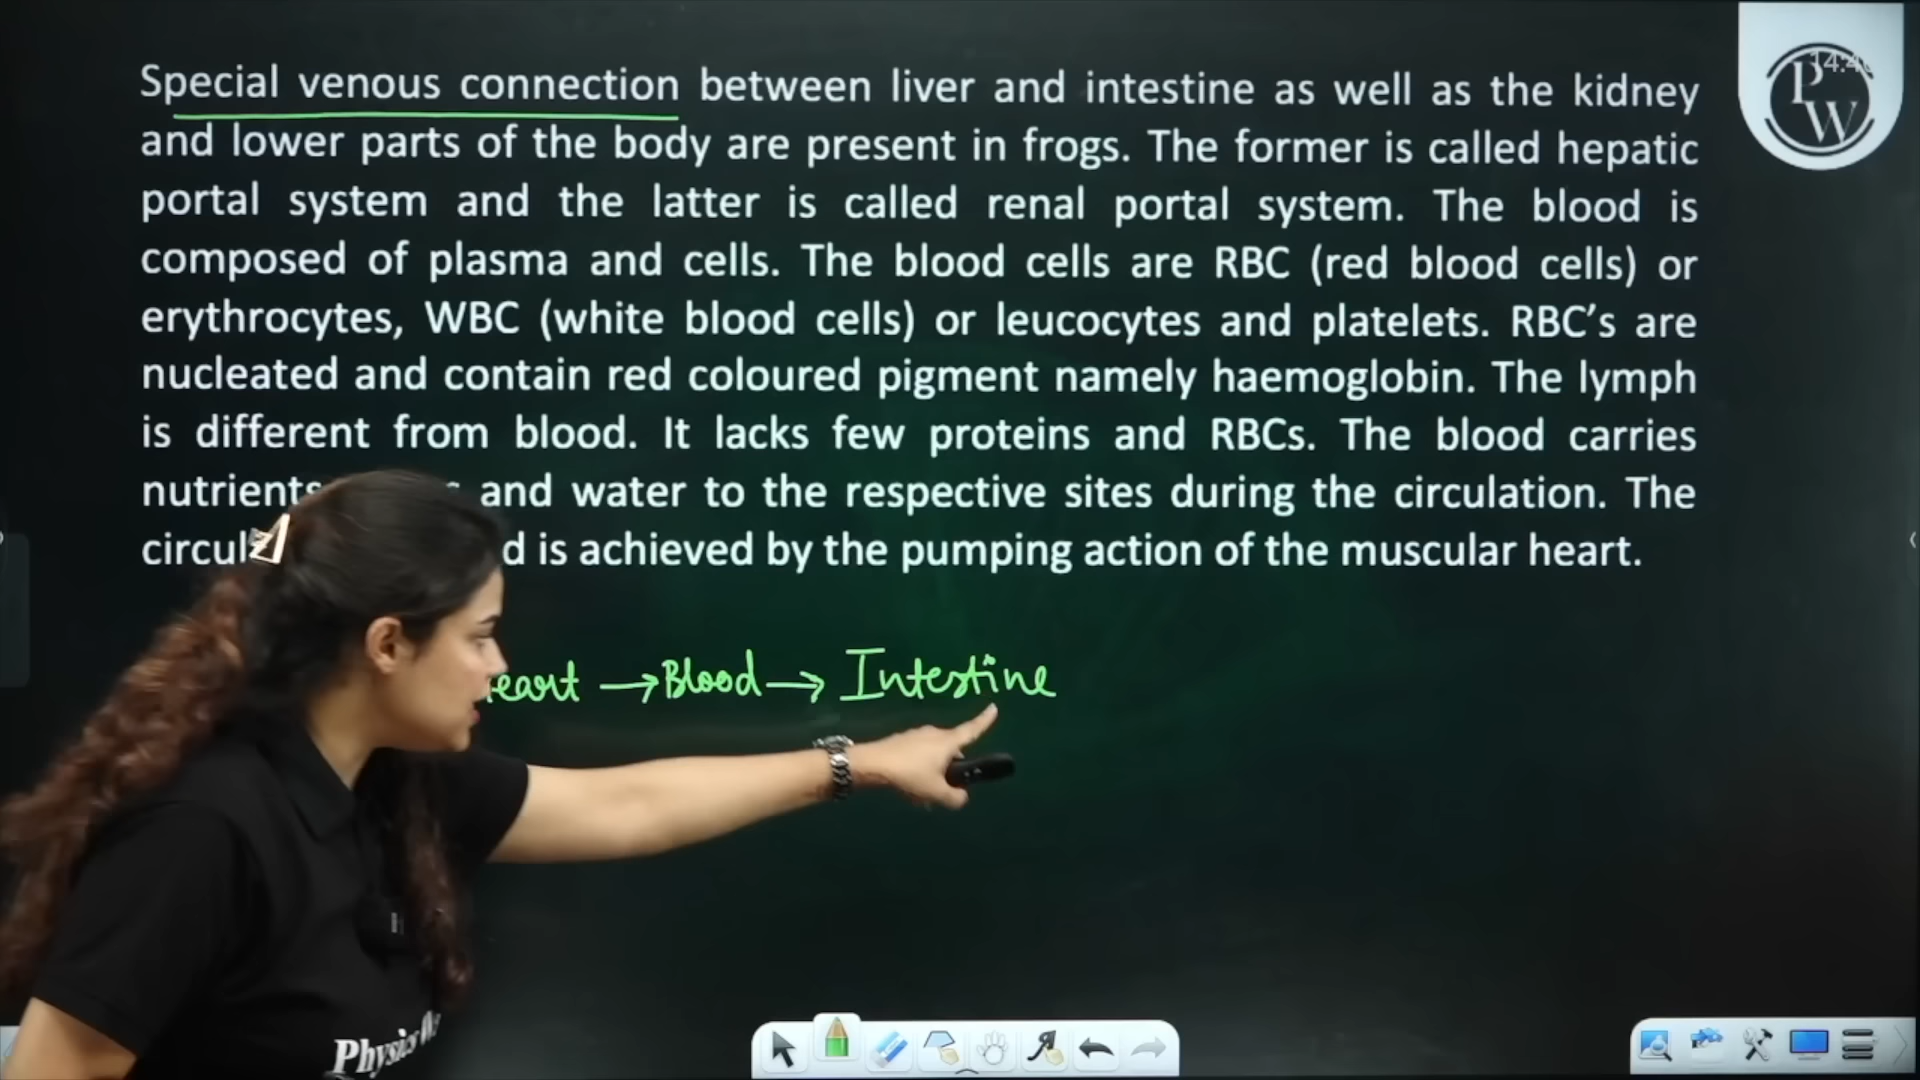 Special venous connection between liver and intestine as well as the kidney
and lower parts of the body are present in frogs. The former is called hepatic
portal system and the latter is called renal portal system. The blood is
composed of plasma and cells. The blood cells are RBC (red blood cells) or
erythrocytes, WBC (white blood cells) or leucocytes and platelets. RBC’s are
nucleated and contain red coloured pigment namely haemoglobin. The lymph
is different from blood. It lacks few proteins and RBCs. The blood carries
nutrients and water to the respective sites during the circulation. The
is achieved by the pumping action of the muscular heart.
Heart → Blood → Intestine
PW
Physics